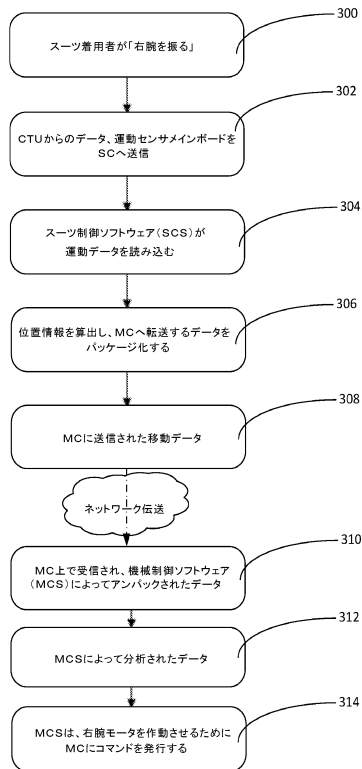 300
スーツ着用者が「右腕を振る」
302
CTUからのデータ、運動センサメインボードを
SCへ送信
304
スーツ制御ソフトウェア(SCS)が
運動データを読み込む
306
位置情報を算出し、MCへ転送するデータを
パッケージ化する
308
MCに送信された移動データ
ネットワーク伝送
310
MC上で受信され、機械制御ソフトウェア
(MCS)によってアンパックされたデータ
312
MCSによって分析されたデータ
314
MCSは、右腕モータを作動させるために
MCにコマンドを発行する